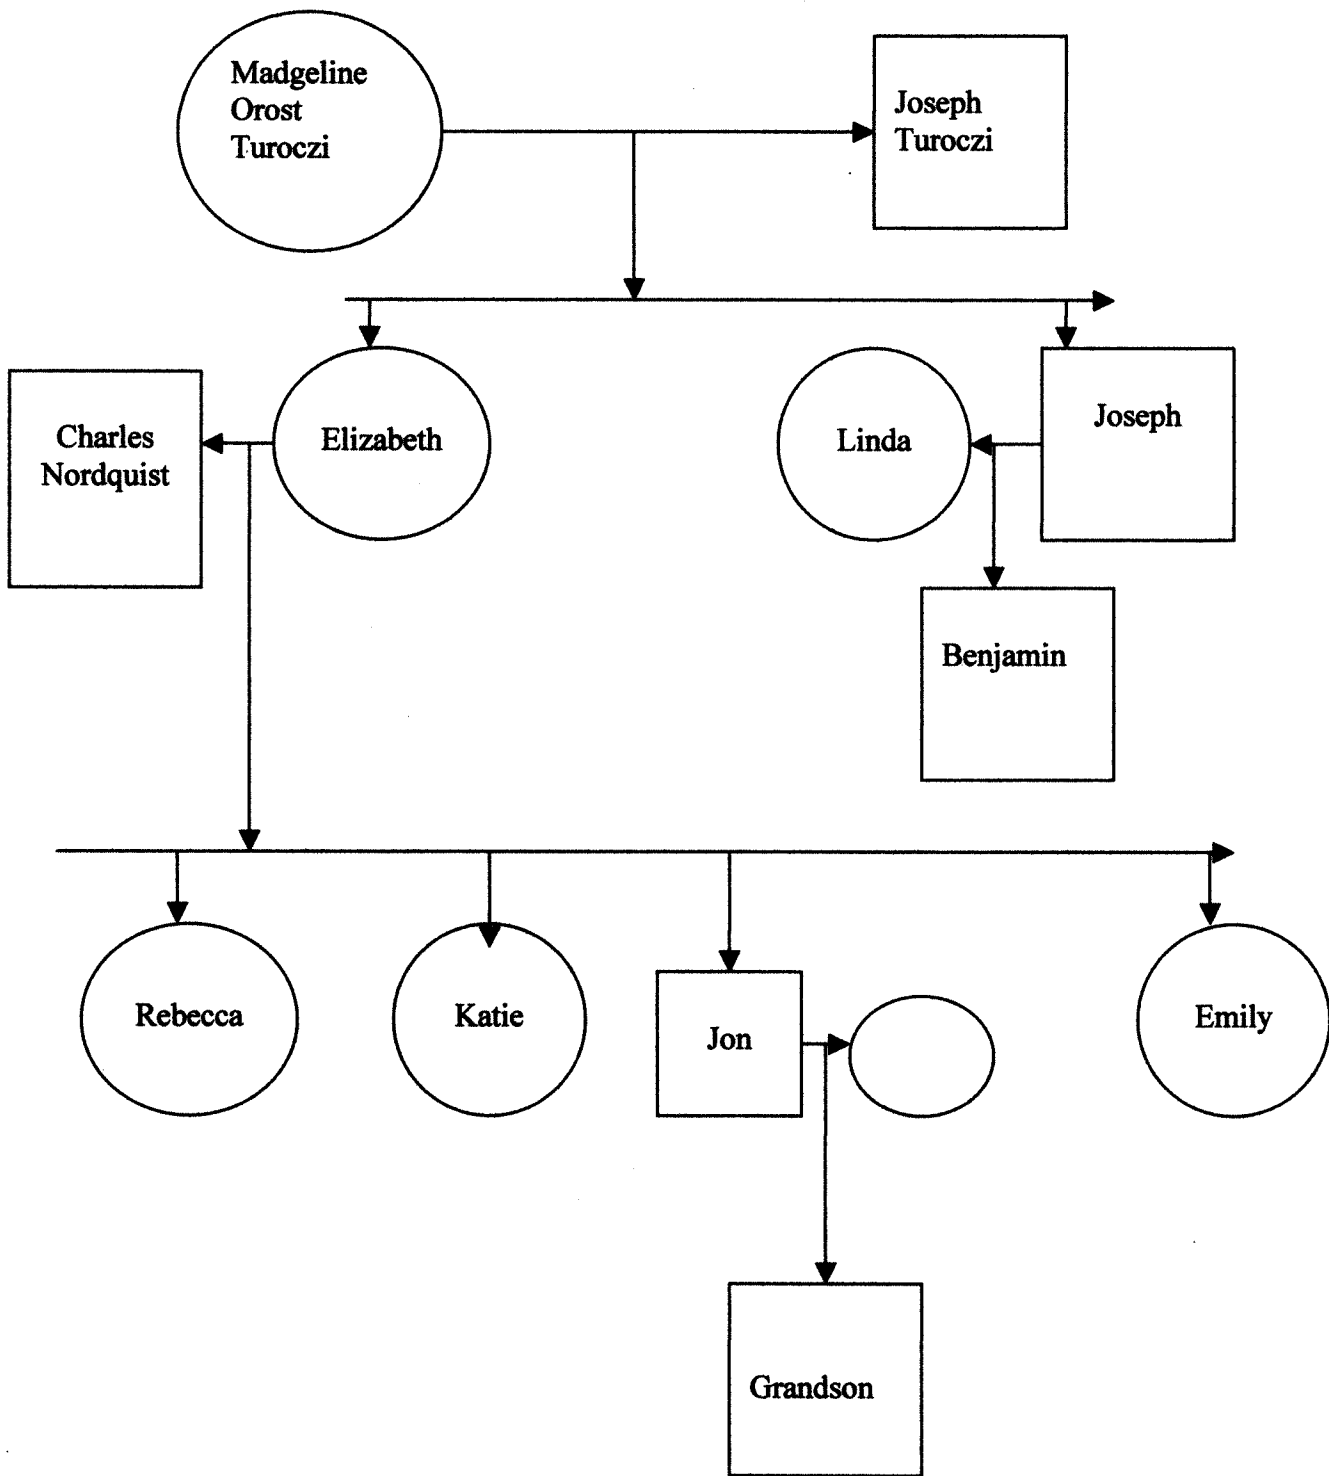 Madgeline
Orost
Turoczi
Joseph
Turoczi
Charles
Nordquist
Elizabeth
Linda
Joseph
Benjamin
Rebecca
Katie
Jon
Emily
Grandson